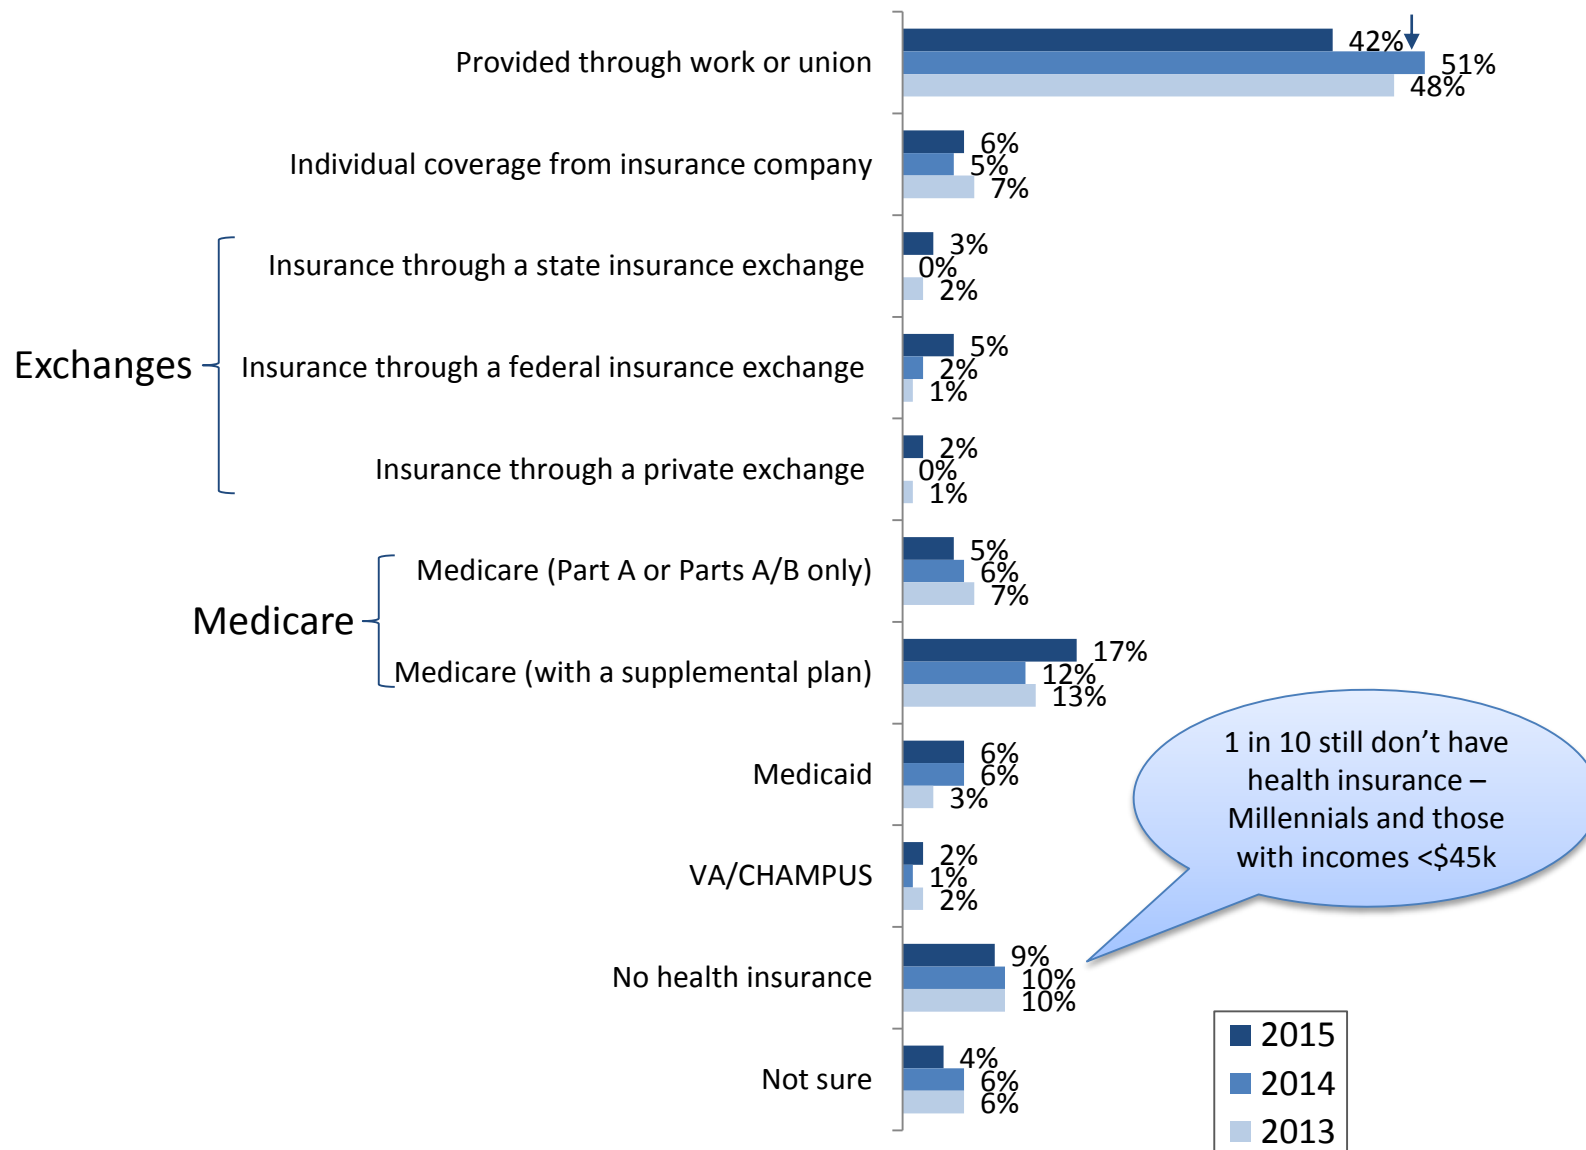 Provided through work or union
42%
51%
48%
Individual coverage from insurance company
6%
5%
7%
Exchanges
Insurance through a state insurance exchange
3%
0%
2%
Insurance through a federal insurance exchange
5%
2%
1%
Insurance through a private exchange
2%
0%
1%
Medicare
Medicare (Part A or Parts A/B only)
5%
6%
7%
Medicare (with a supplemental plan)
17%
12%
13%
Medicaid
6%
6%
3%
VA/CHAMPUS
2%
1%
2%
No health insurance
9%
10%
10%
1 in 10 still don’t have
health insurance –
Millennials and those
with incomes <$45k
Not sure
4%
6%
6%
2015
2014
2013